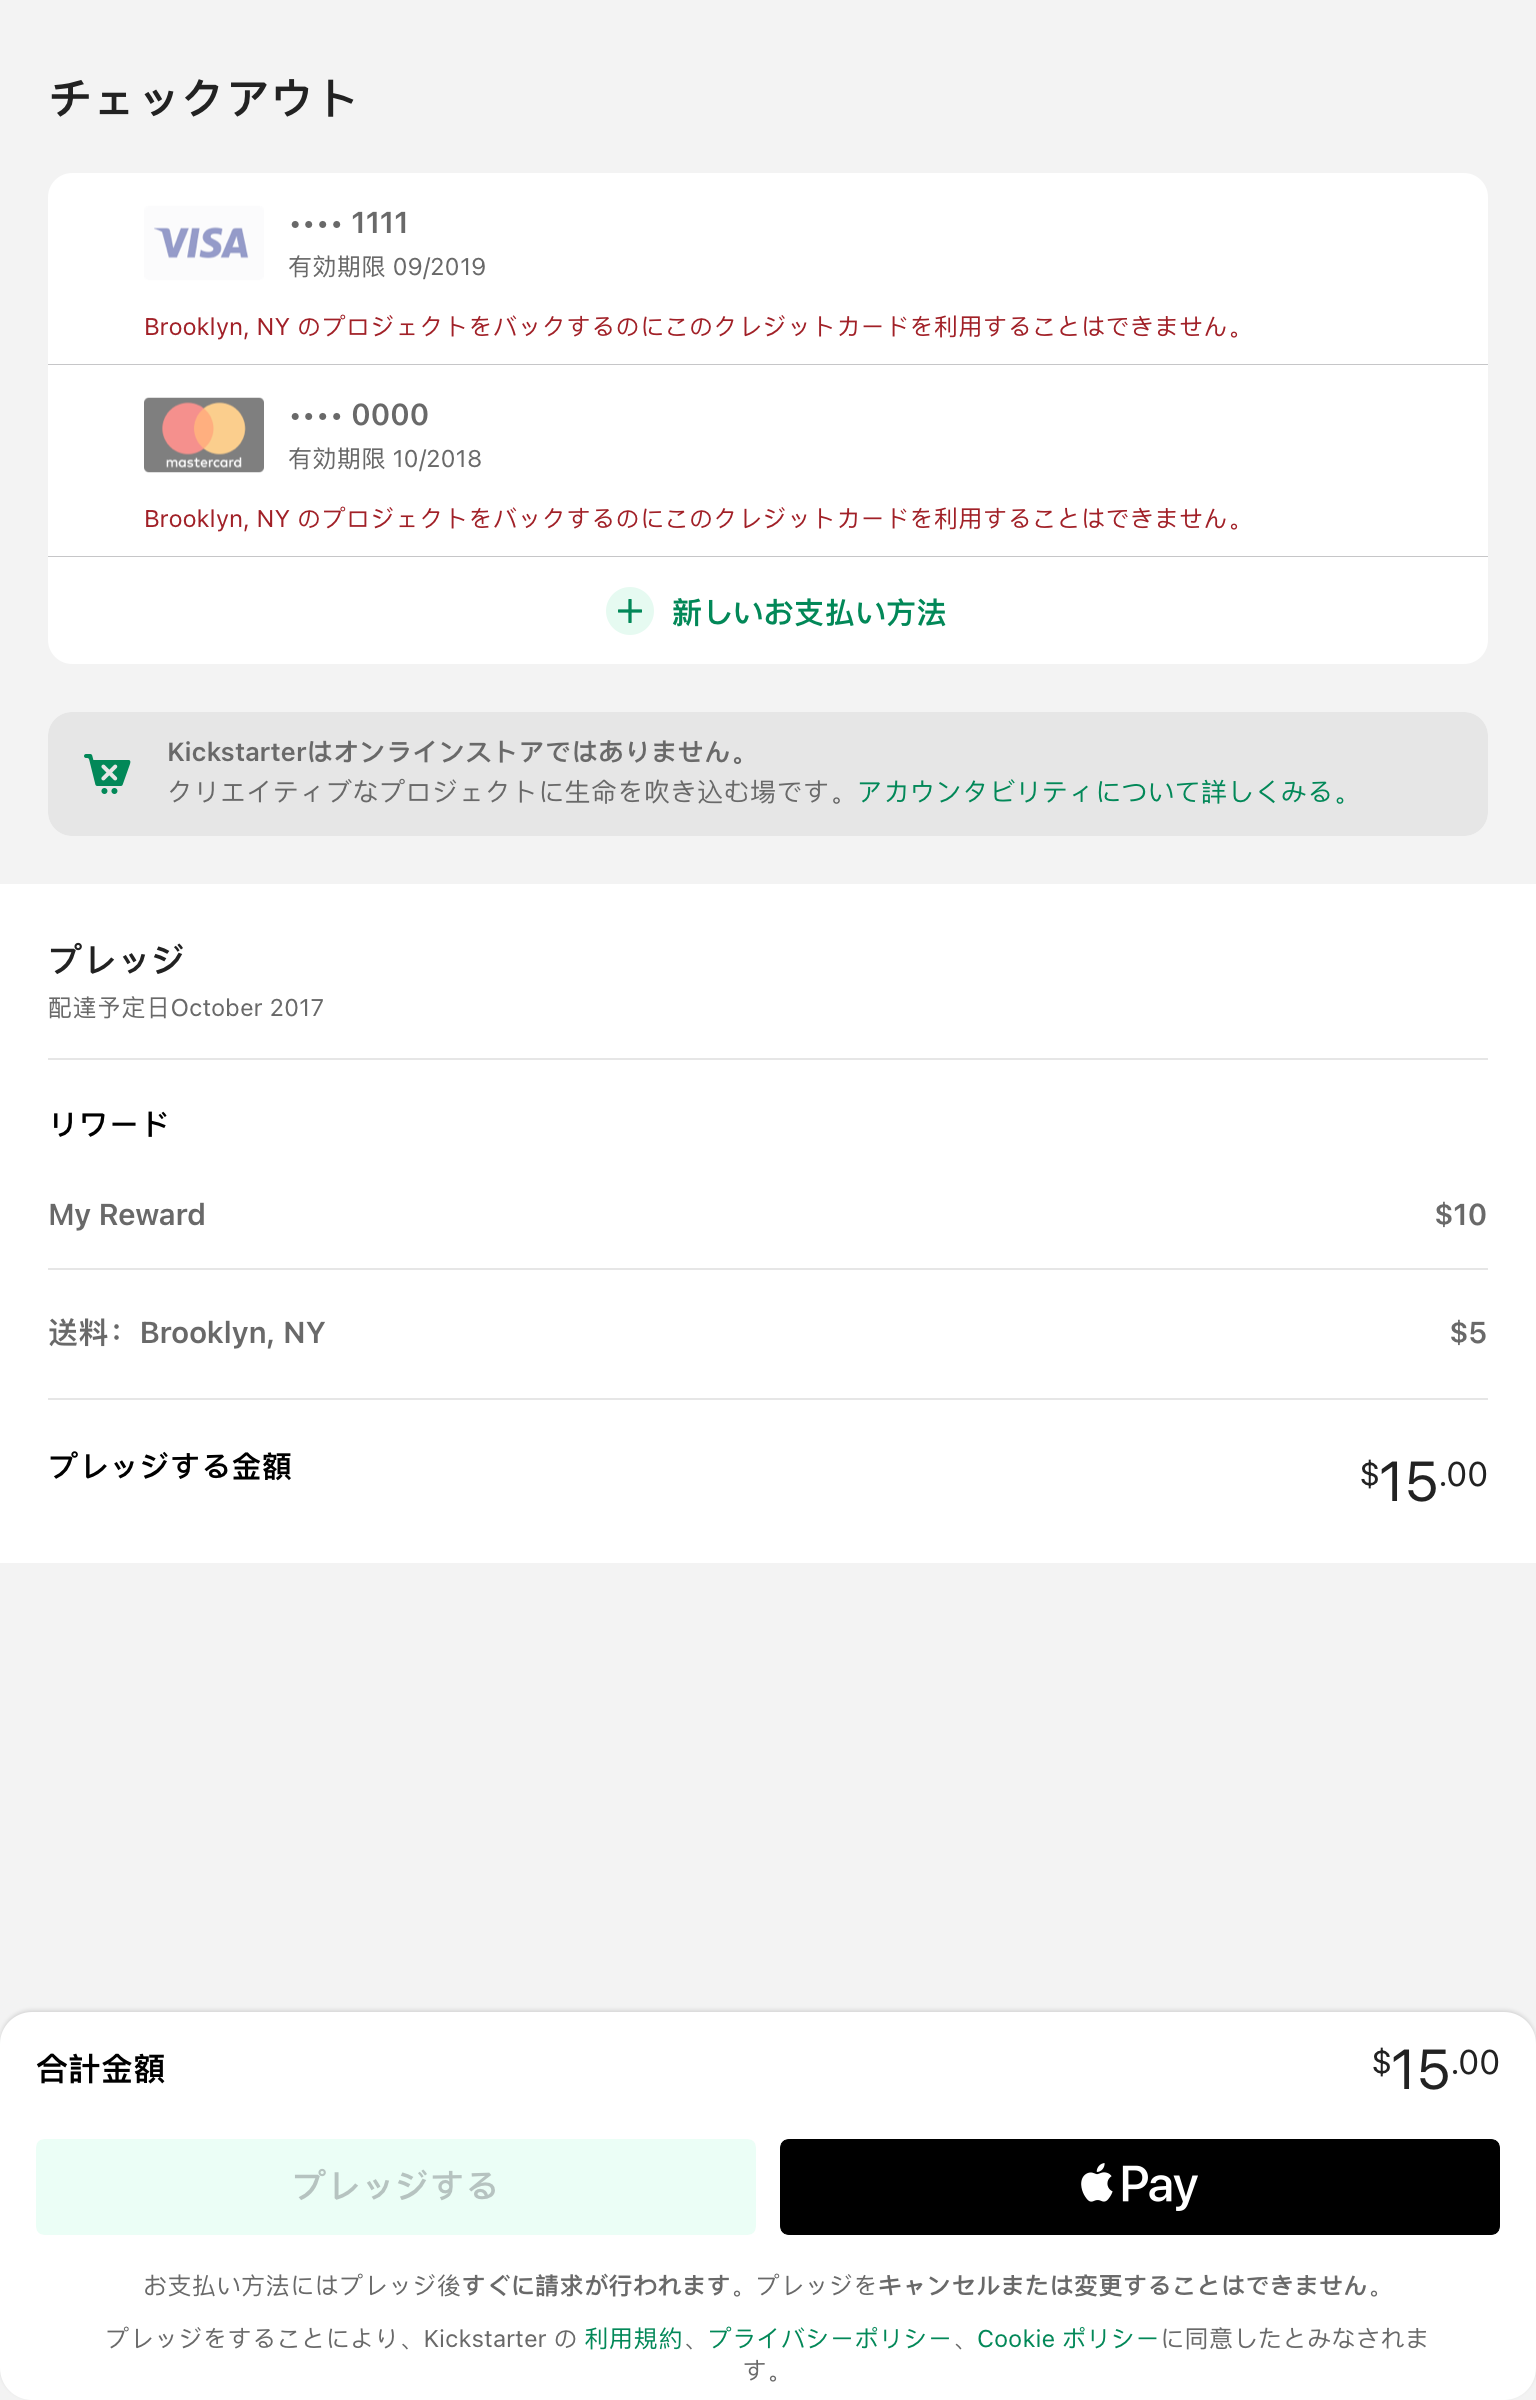 チェックアウト
VISA
•••• 1111
有効期限 09/2019
Brooklyn, NY のプロジェクトをバックするのにこのクレジットカードを利用することはできません。
mastercard
•••• 0000
有効期限 10/2018
Brooklyn, NY のプロジェクトをバックするのにこのクレジットカードを利用することはできません。
新しいお支払い方法
Kickstarterはオンラインストアではありません。
クリエイティブなプロジェクトに生命を吹き込む場です。アカウンタビリティについて詳しくみる。
プレッジ
配達予定日October 2017
リワード
My Reward $10
送料： Brooklyn, NY $5
プレッジする金額 $15.00
合計金額 $15.00
プレッジする
Pay
お支払い方法にはプレッジ後すぐに請求が行われます。プレッジをキャンセルまたは変更することはできません。
プレッジをすることにより、Kickstarter の 利用規約、プライバシーポリシー、Cookie ポリシーに同意したとみなされま
す。